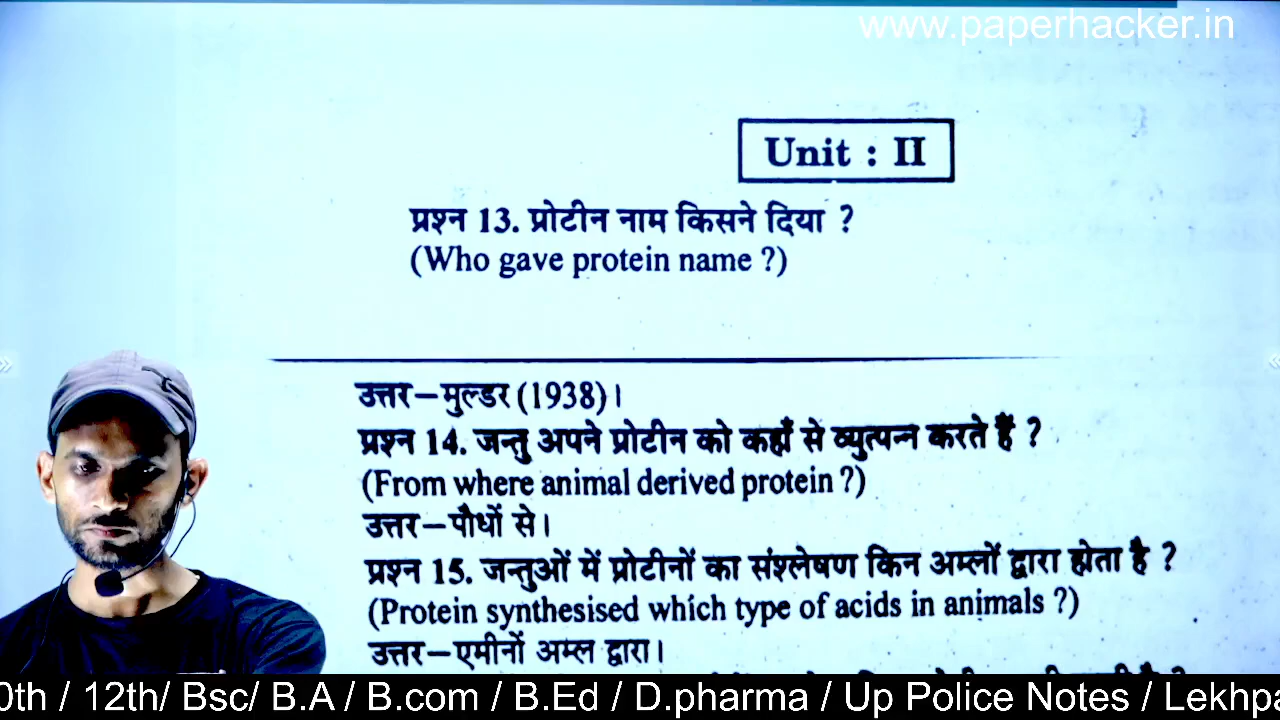 www.paperhacker.in
Unit : II
प्रश्न 13. प्रोटीन नाम किसने दिया ?
(Who gave protein name ?)
उत्तर–मुल्डर (1938)।
प्रश्न 14. जन्तु अपने प्रोटीन को कहाँ से व्युत्पन्न करते हैं ?
(From where animal derived protein ?)
उत्तर–पौधों से।
प्रश्न 15. जन्तुओं में प्रोटीनों का संश्लेषण किन अम्लों द्वारा होता है ?
(Protein synthesised which type of acids in animals ?)
उत्तर–एमीनों अम्ल द्वारा।
0th / 12th/ Bsc/ B.A / B.com / B.Ed / D.pharma / Up Police Notes / Lekhpa